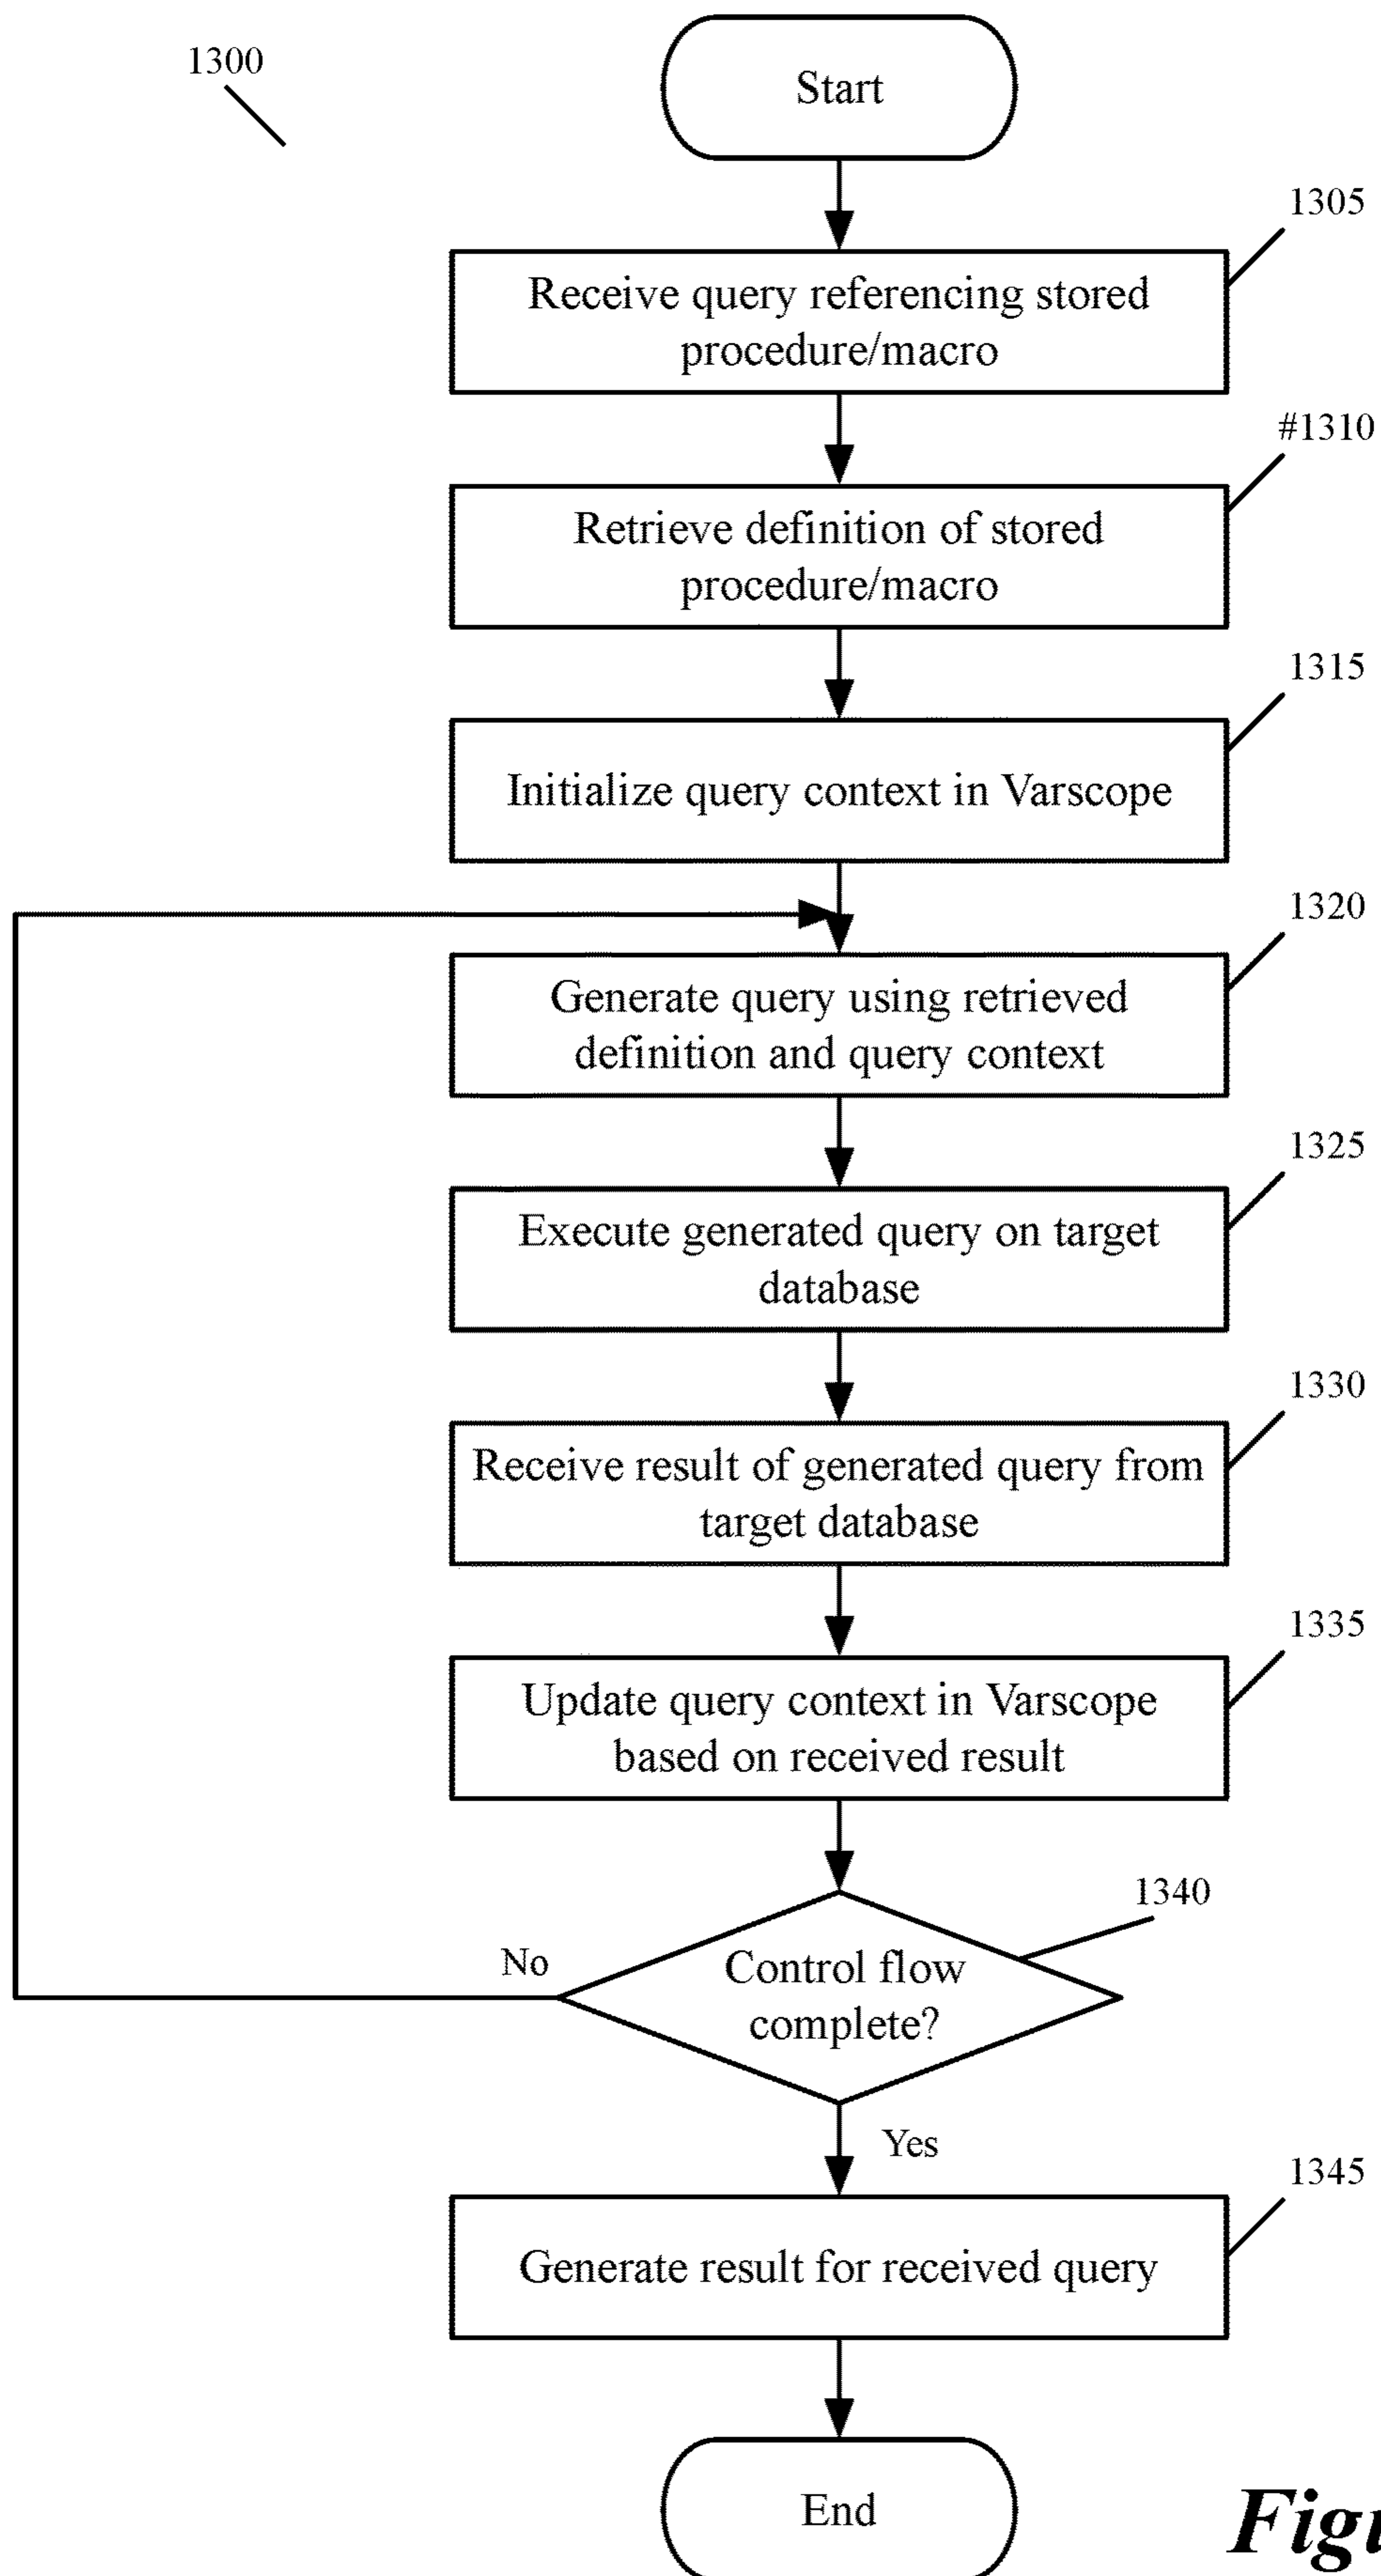 1300
Start
1305
Receive query referencing stored
procedure/macro
#1310
Retrieve definition of stored
procedure/macro
1315
Initialize query context in Varscope
1320
Generate query using retrieved
definition and query context
1325
Execute generated query on target
database
1330
Receive result of generated query from
target database
1335
Update query context in Varscope
based on received result
1340
No
Control flow
complete?
Yes
1345
Generate result for received query
End